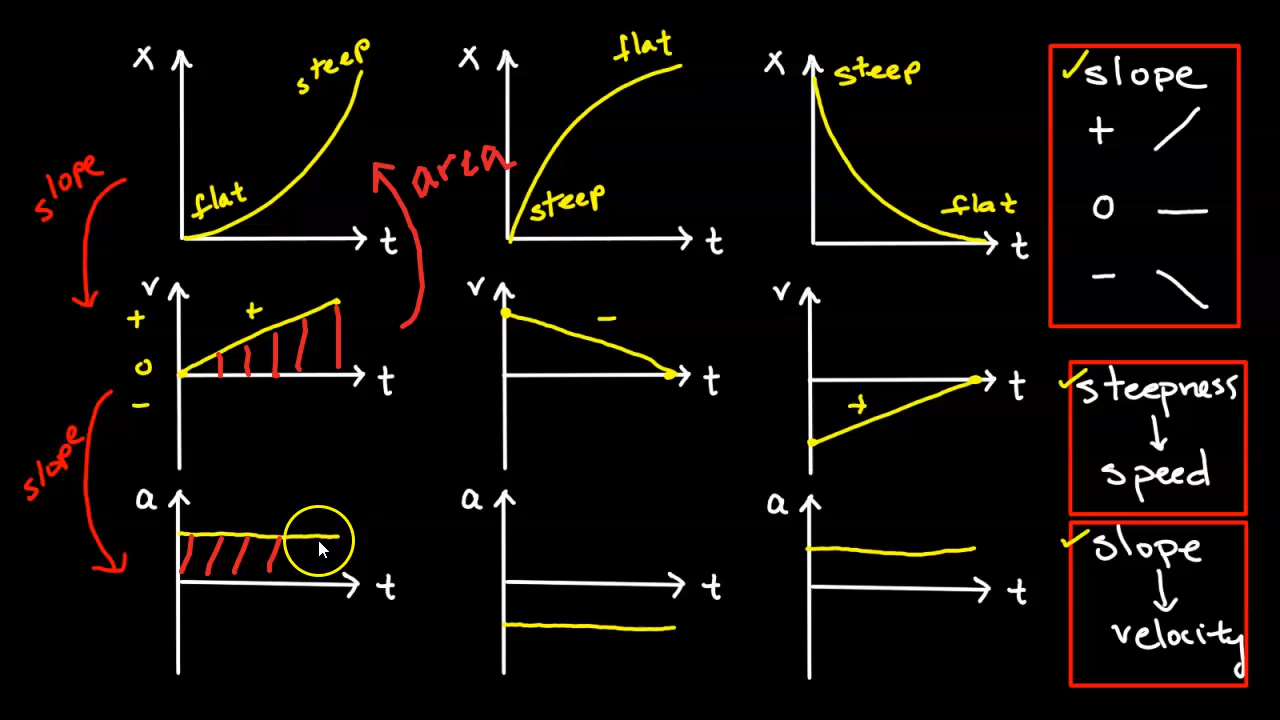 x
steep
flat
t
x
flat
steep
t
x
steep
flat
t
slope
area
v
+
0
-
+
t
v
-
t
v
+
t
slope
a
t
a
t
a
t
slope
+
0
-
steepness
speed
slope
velocity